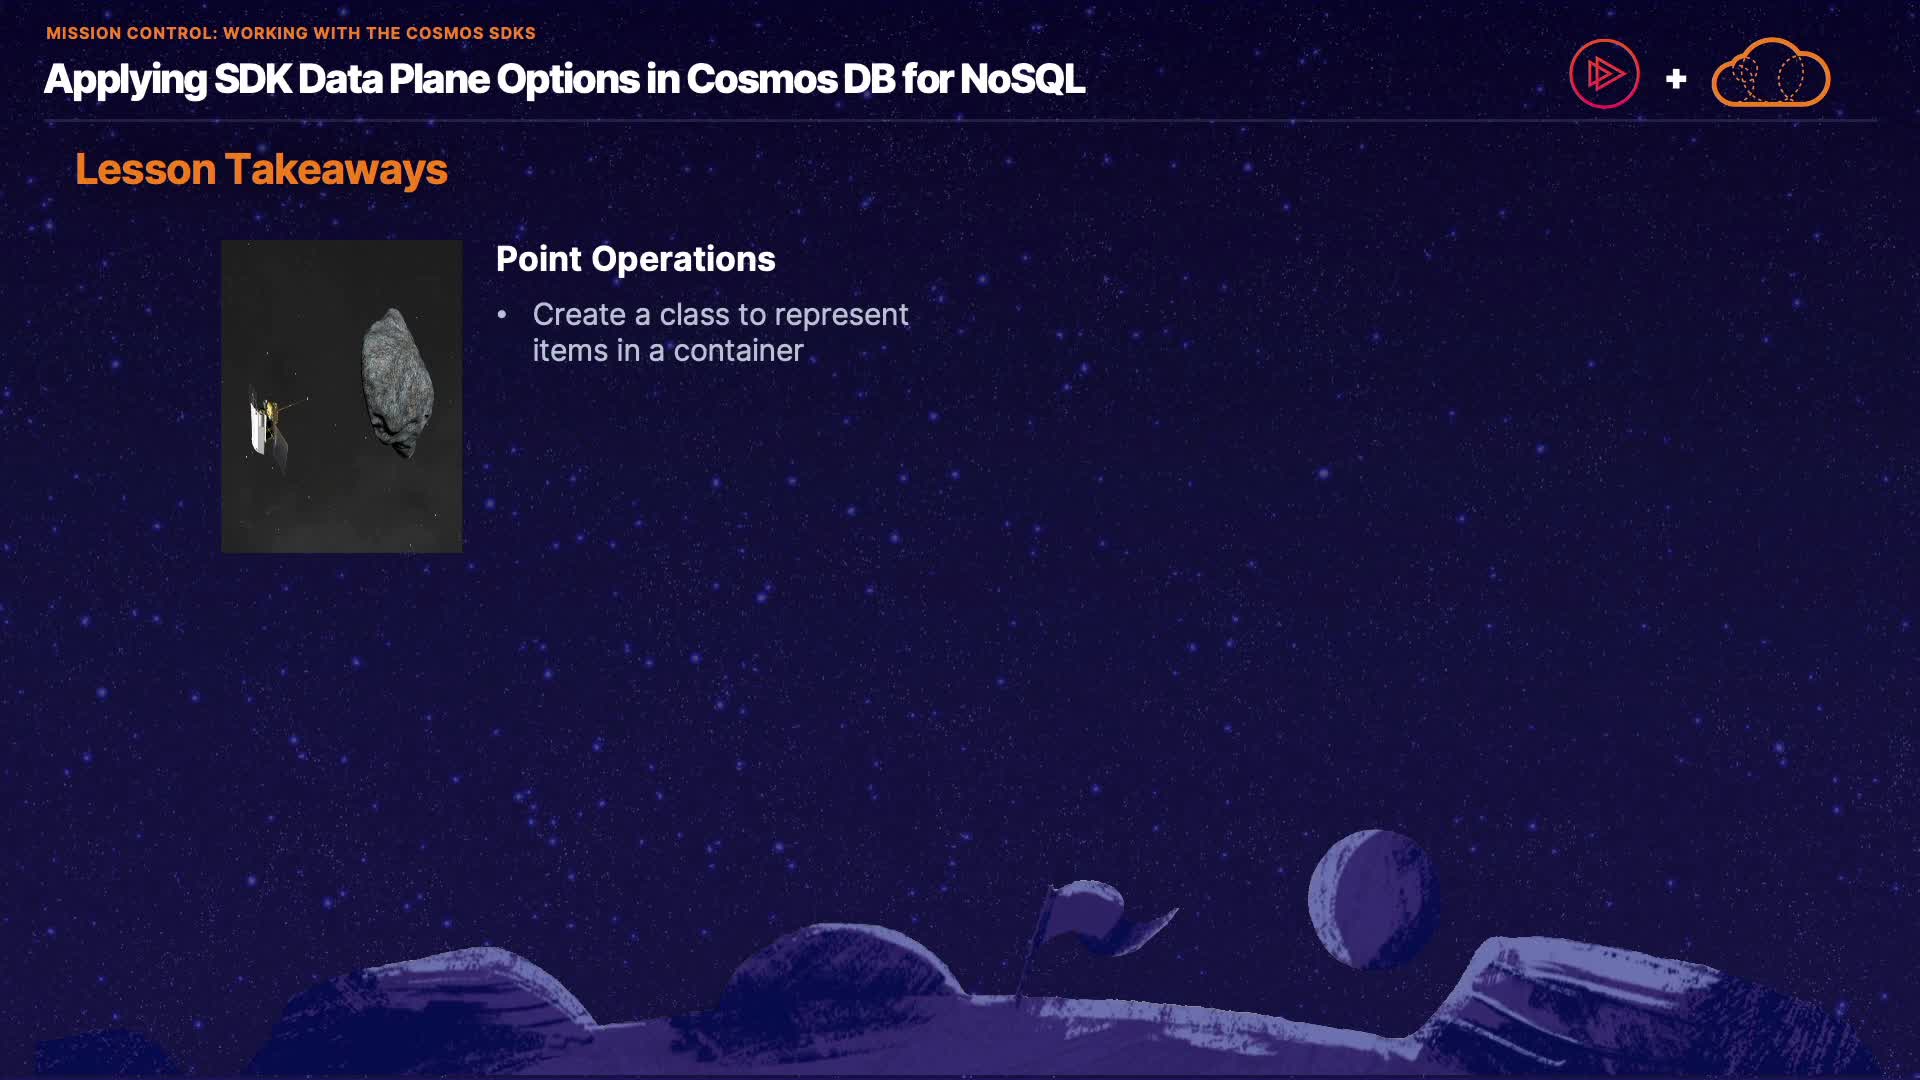 MISSION CONTROL: WORKING WITH THE COSMOS SDKS
Applying SDK Data Plane Options in Cosmos DB for NoSQL
+
Lesson Takeaways
Point Operations
• Create a class to represent
items in a container